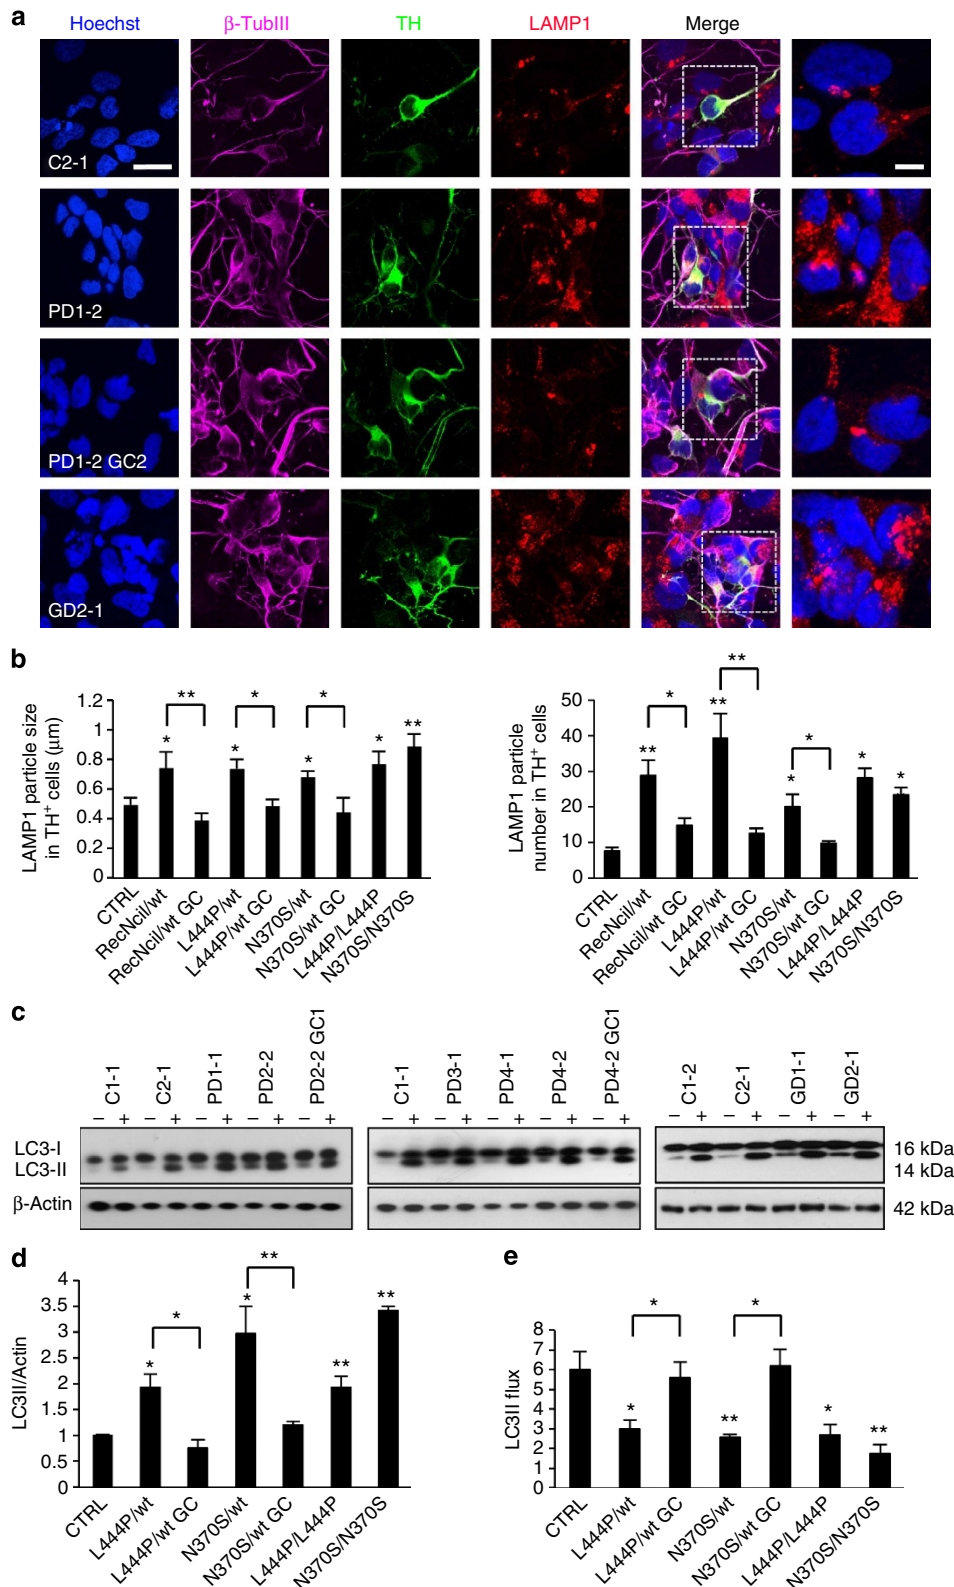 a
Hoechst
β-TubIII
TH
LAMP1
Merge
C2-1
PD1-2
PD1-2 GC2
GD2-1
b
LAMP1 particle size
in TH⁺ cells (μm)
1.2
1
0.8
0.6
0.4
0.2
0
** * *
* * * * **
CTRL
RecNcil/wt
RecNcil/wt GC
L444P/wt
L444P/wt GC
N370S/wt
N370S/wt GC
L444P/L444P
N370S/N370S
LAMP1 particle
number in TH⁺ cells
50
40
30
20
10
0
* ** *
** ** * * *
CTRL
RecNcil/wt
RecNcil/wt GC
L444P/wt
L444P/wt GC
N370S/wt
N370S/wt GC
L444P/L444P
N370S/N370S
c
C1-1
C2-1
PD1-1
PD2-2
PD2-2 GC1
– + – + – + – + – +
C1-1
PD3-1
PD4-1
PD4-2
PD4-2 GC1
– + – + – + – + – +
C1-2
C2-1
GD1-1
GD2-1
– + – + – + – +
LC3-I
LC3-II
β-Actin
16 kDa
14 kDa
42 kDa
d
LC3II/Actin
4
3.5
3
2.5
2
1.5
1
0.5
0
* **
* * ** **
CTRL
L444P/wt
L444P/wt GC
N370S/wt
N370S/wt GC
L444P/L444P
N370S/N370S
e
LC3II flux
8
7
6
5
4
3
2
1
0
* *
* ** * **
CTRL
L444P/wt
L444P/wt GC
N370S/wt
N370S/wt GC
L444P/L444P
N370S/N370S